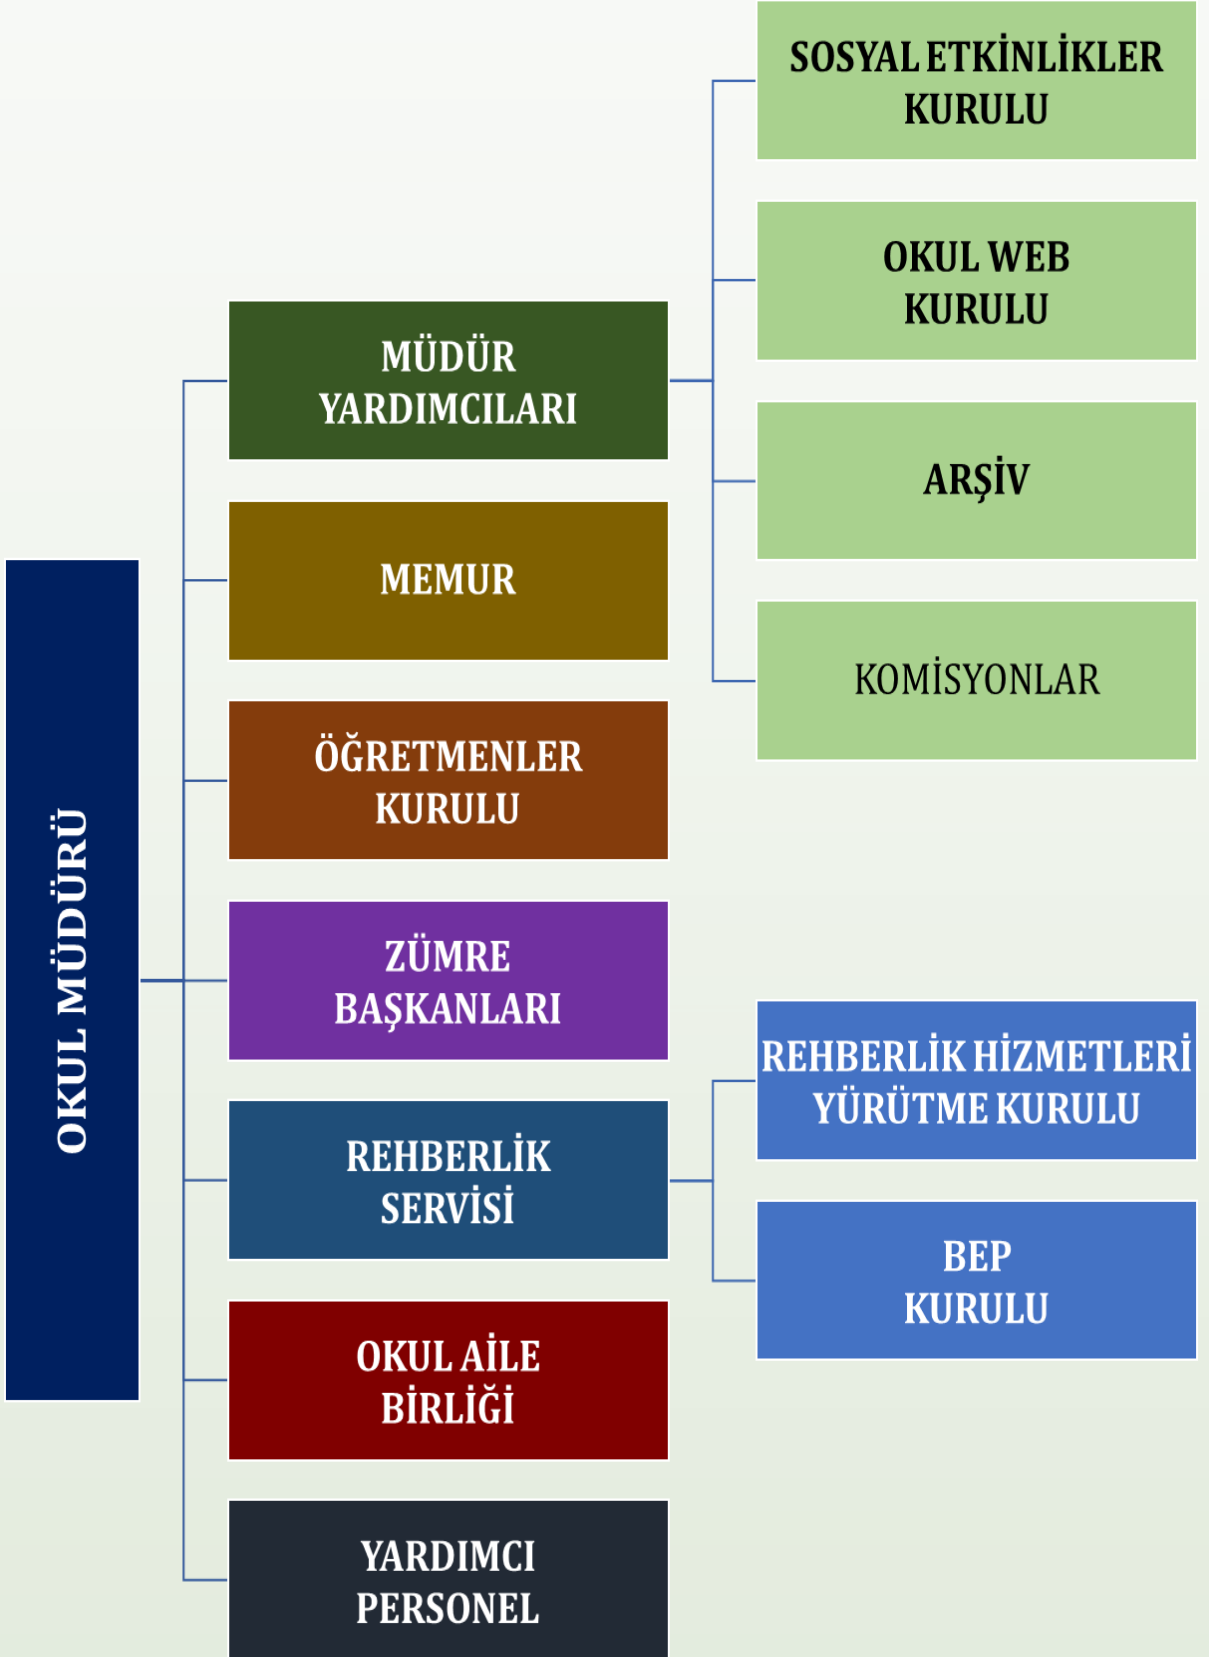 OKUL MÜDÜRÜ
MÜDÜR
YARDIMCILARI
SOSYAL ETKİNLİKLER
KURULU
OKUL WEB
KURULU
ARŞİV
KOMİSYONLAR
MEMUR
ÖĞRETMENLER
KURULU
ZÜMRE
BAŞKANLARI
REHBERLİK
SERVİSİ
REHBERLİK HİZMETLERİ
YÜRÜTME KURULU
BEP
KURULU
OKUL AİLE
BİRLİĞİ
YARDIMCI
PERSONEL